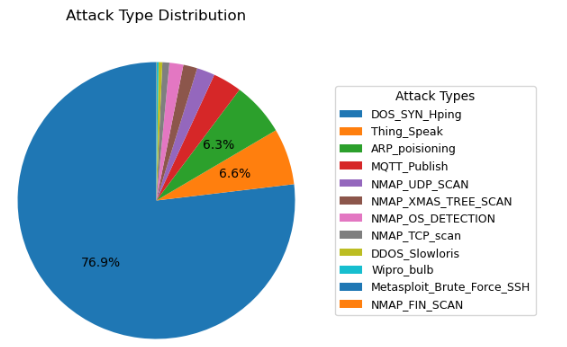 Attack Type Distribution
6.3%
6.6%
76.9%
Attack Types
DOS_SYN_Hping
Thing_Speak
ARP_poisioning
MQTT_Publish
NMAP_UDP_SCAN
NMAP_XMAS_TREE_SCAN
NMAP_OS_DETECTION
NMAP_TCP_scan
DDOS_Slowloris
Wipro_bulb
Metasploit_Brute_Force_SSH
NMAP_FIN_SCAN